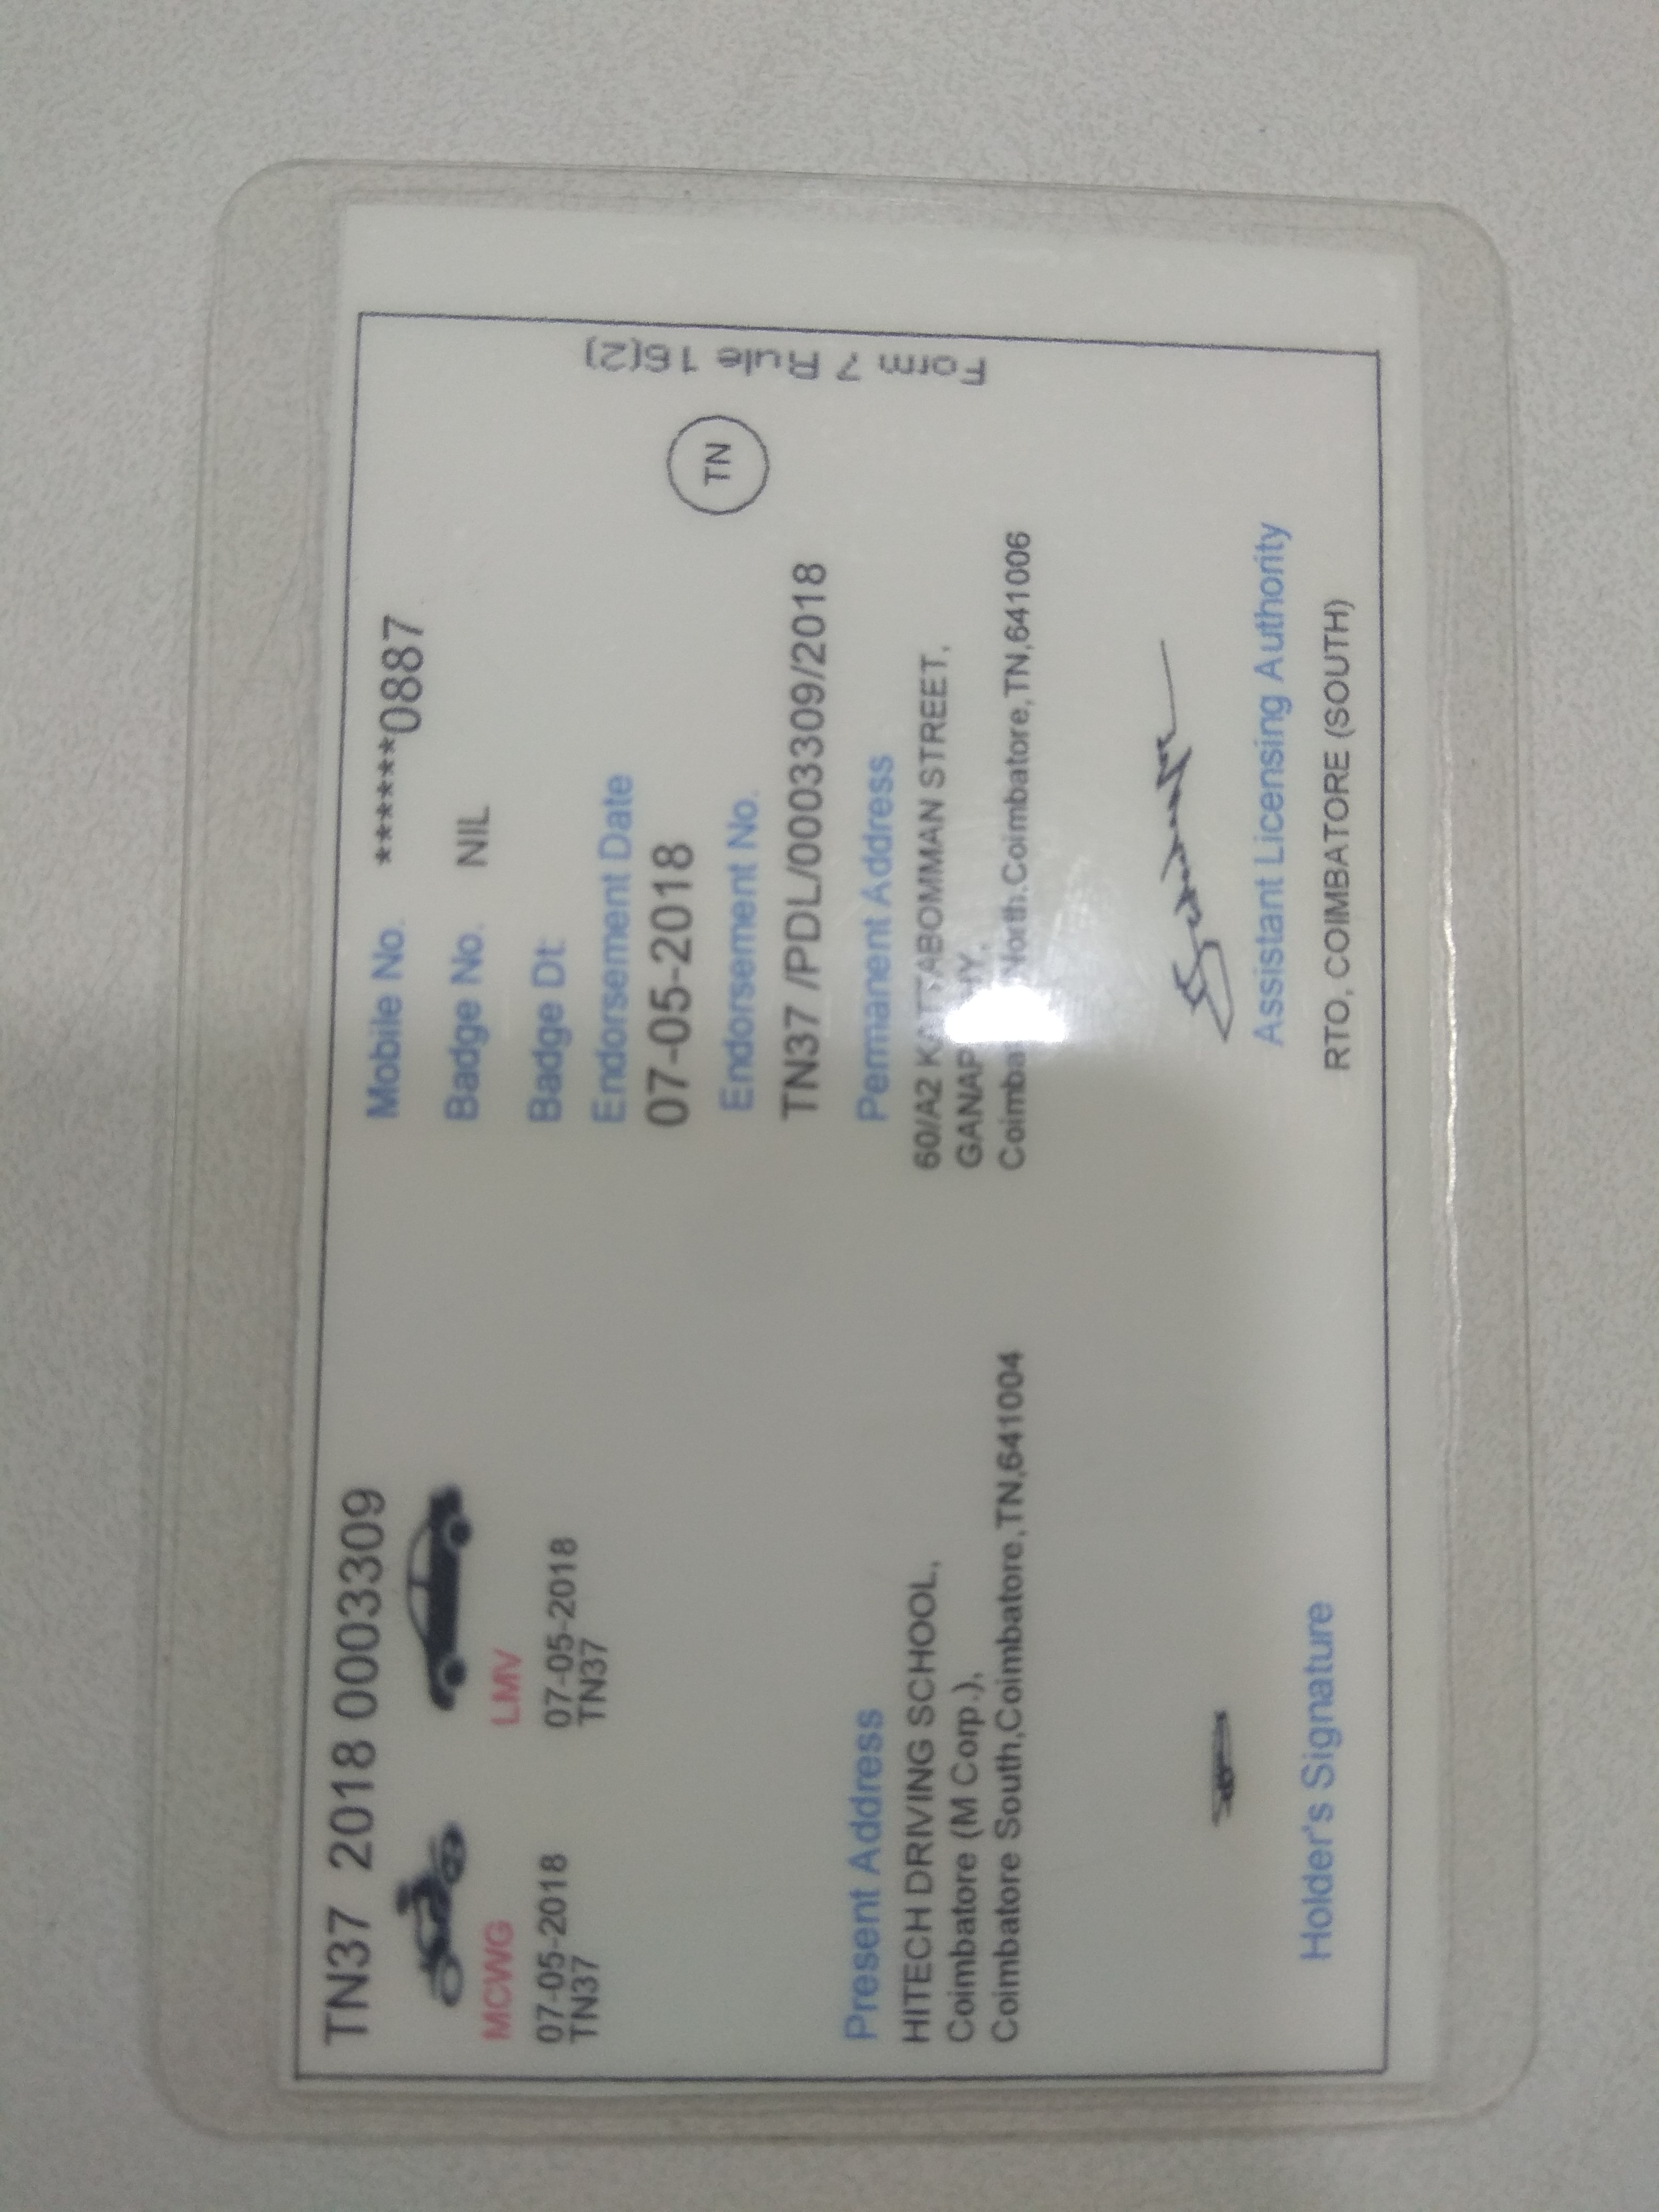 TN37 2018 0003309
MCWG
07-05-2018
TN37
LMV
07-05-2018
TN37
Mobile No. ******0887
Badge No. NIL
Badge Dt:
Endorsement Date
07-05-2018
Endorsement No.
TN37 /PDL/0003309/2018
TN
Form 7 Rule 16(2)
Present Address
HITECH DRIVING SCHOOL,
Coimbatore (M Corp.),
Coimbatore South,Coimbatore,TN,641004
Permanent Address
60/A2 KATTABOMMAN STREET,
North,Coimbatore,TN,641006
Holder's Signature
Assistant Licensing Authority
RTO, COIMBATORE (SOUTH)